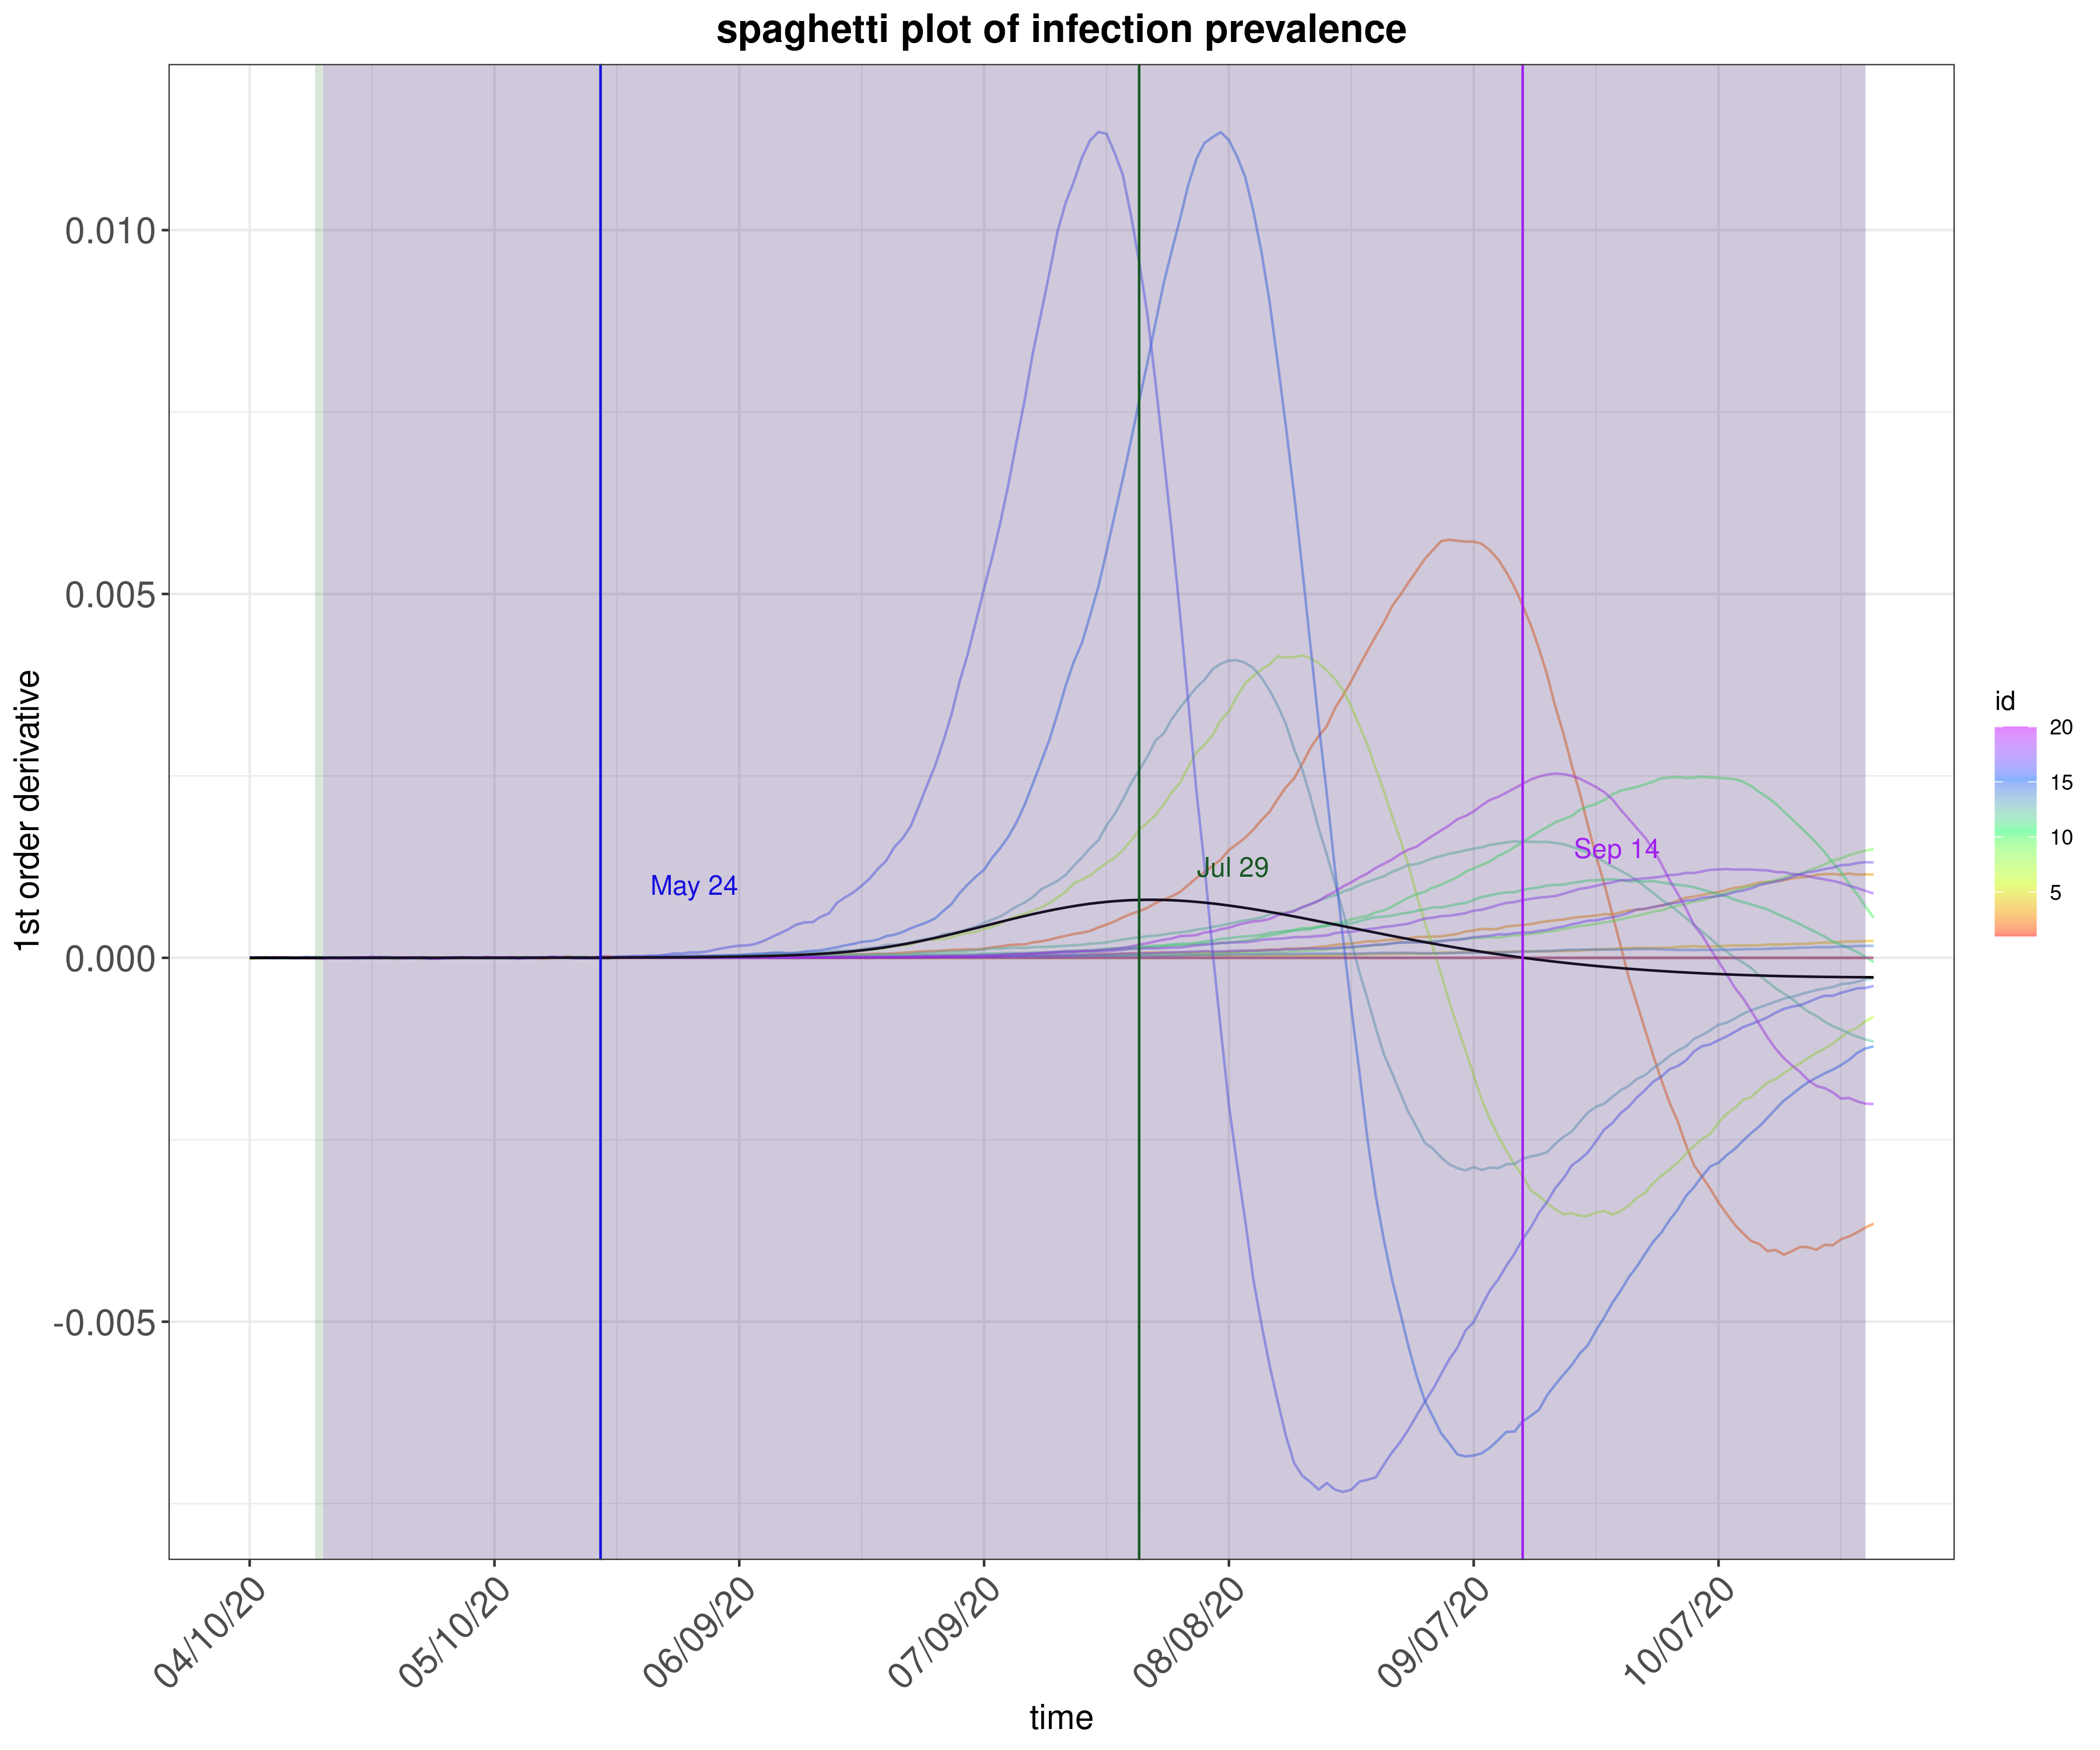 spaghetti plot of infection prevalence
1st order derivative
0.010
0.005
0.000
-0.005
May 24
Jul 29
Sep 14
04/10/20
05/10/20
06/09/20
07/09/20
08/08/20
09/07/20
10/07/20
time
id
20
15
10
5